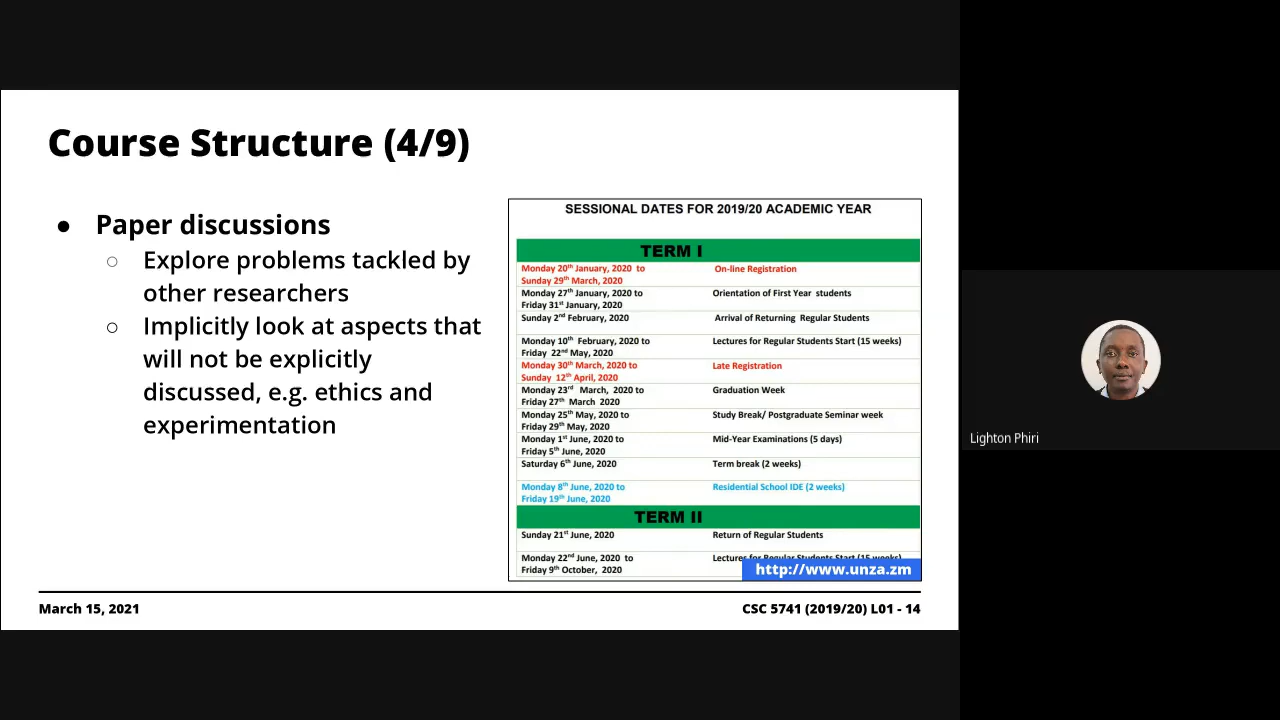 Course Structure (4/9)
● Paper discussions
○ Explore problems tackled by
other researchers
○ Implicitly look at aspects that
will not be explicitly
discussed, e.g. ethics and
experimentation
SESSIONAL DATES FOR 2019/20 ACADEMIC YEAR
TERM I
Monday 20th January, 2020 to On-line Registration
Sunday 29th March, 2020
Monday 27th January, 2020 to Orientation of First Year students
Friday 31st January, 2020
Sunday 2nd February, 2020 Arrival of Returning Regular Students
Monday 10th February, 2020 to Lectures for Regular Students Start (15 weeks)
Friday 22nd May, 2020
Monday 30th March, 2020 to Late Registration
Sunday 12th April, 2020
Monday 23rd March, 2020 to Graduation Week
Friday 27th March 2020
Monday 25th May, 2020 to Study Break/ Postgraduate Seminar week
Friday 29th May, 2020
Monday 1st June, 2020 to Mid-Year Examinations (5 days)
Friday 5th June, 2020
Saturday 6th June, 2020 Term break (2 weeks)
Monday 8th June, 2020 to Residential School IDE (2 weeks)
Friday 19th June, 2020
TERM II
Sunday 21st June, 2020 Return of Regular Students
Monday 22nd June, 2020 to Lectures for Regular Students Start (15 weeks)
Friday 9th October, 2020
http://www.unza.zm
March 15, 2021
CSC 5741 (2019/20) L01 - 14
Lighton Phiri